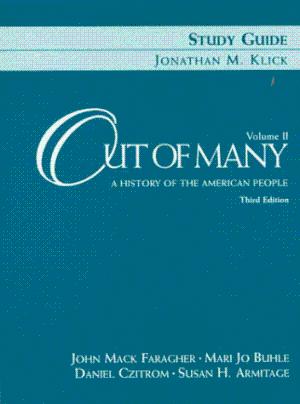 STUDY GUIDE
JONATHAN M. KLICK
Volume II
OUT OF MANY
A HISTORY OF THE AMERICAN PEOPLE
Third Edition
JOHN MACK FARAGHER · MARI JO BUHLE
DANIEL CZITROM · SUSAN H. ARMITAGE